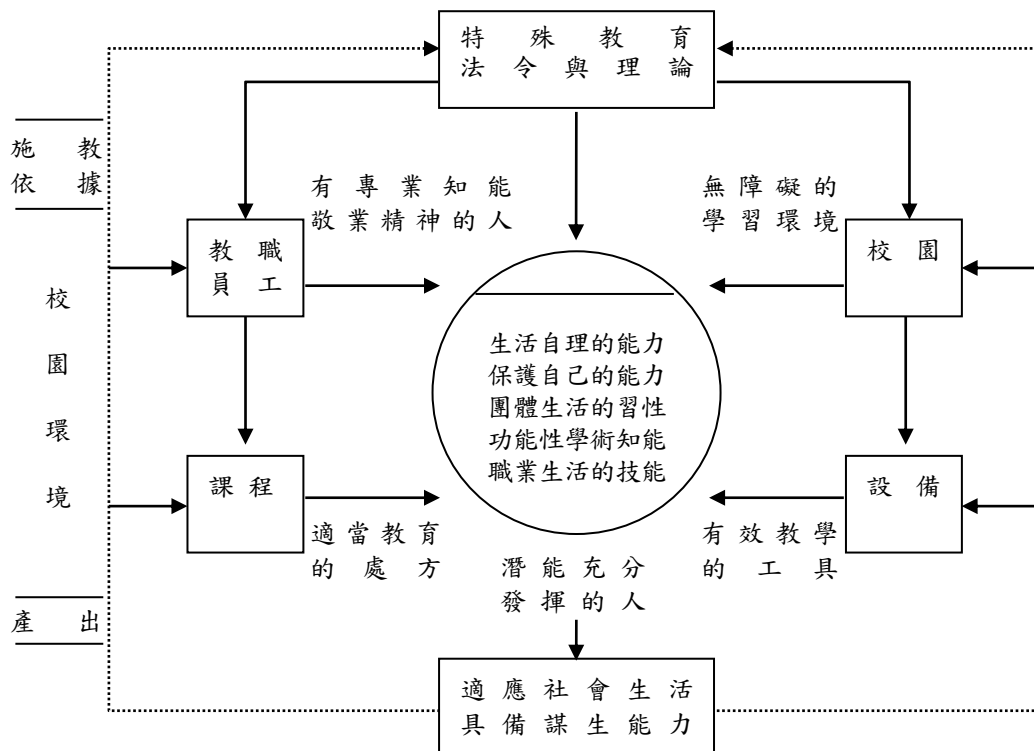 特殊教育
法令與理論
施教
依據
有專業知能
敬業精神的人
無障礙的
學習環境
教職
員工
校園
校
園
環
境
生活自理的能力
保護自己的能力
團體生活的習性
功能性學術知能
職業生活的技能
課程
設備
適當教育
的處方
有效教學
的工具
潛能充分
發揮的人
產出
適應社會生活
具備謀生能力